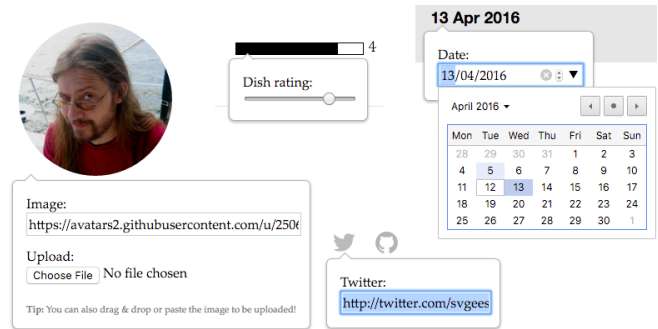 Image:
https://avatars2.githubusercontent.com/u/2506
Upload:
Choose File No file chosen
Tip: You can also drag & drop or paste the image to be uploaded!
4
Dish rating:
Twitter:
http://twitter.com/svgees
13 Apr 2016
Date:
13/04/2016
April 2016
Mon Tue Wed Thu Fri Sat Sun
28 29 30 31 1 2 3
4 5 6 7 8 9 10
11 12 13 14 15 16 17
18 19 20 21 22 23 24
25 26 27 28 29 30 1